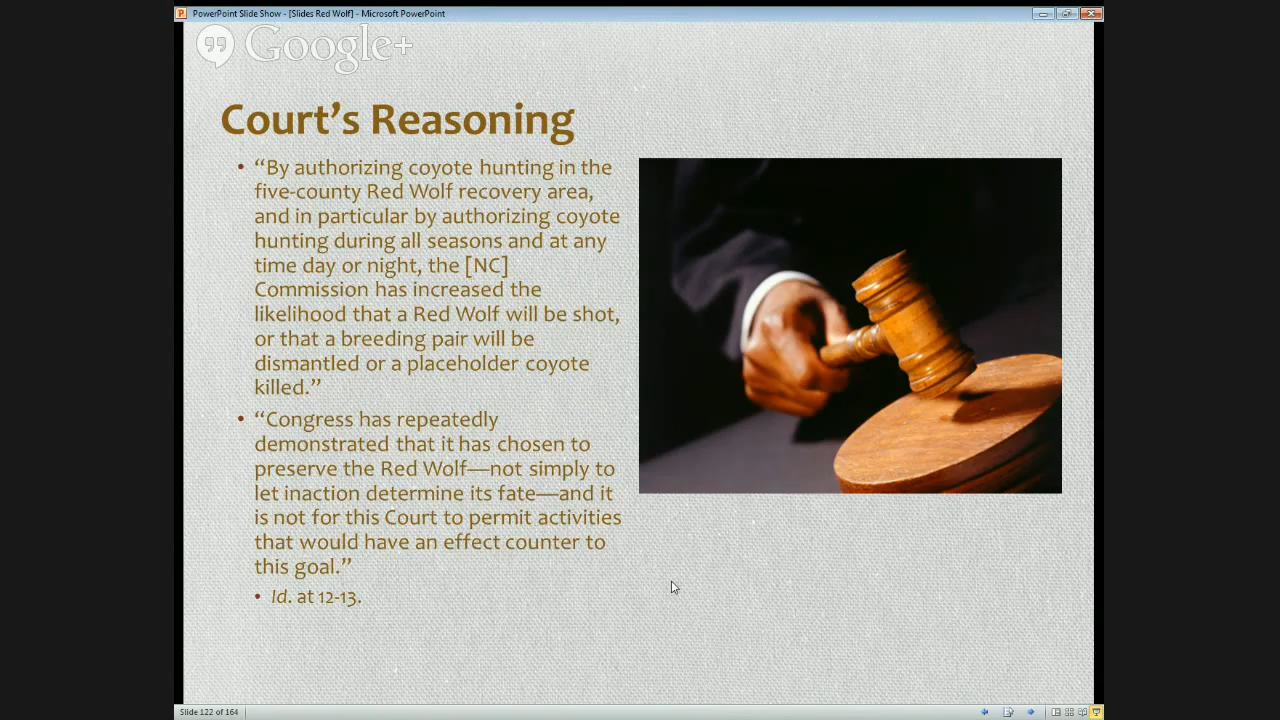 PowerPoint Slide Show - [Slides Red Wolf] - Microsoft PowerPoint
Google+
Court’s Reasoning
• “By authorizing coyote hunting in the
five-county Red Wolf recovery area,
and in particular by authorizing coyote
hunting during all seasons and at any
time day or night, the [NC]
Commission has increased the
likelihood that a Red Wolf will be shot,
or that a breeding pair will be
dismantled or a placeholder coyote
killed.”
• “Congress has repeatedly
demonstrated that it has chosen to
preserve the Red Wolf—not simply to
let inaction determine its fate—and it
is not for this Court to permit activities
that would have an effect counter to
this goal.”
• Id. at 12-13.
Slide 122 of 164